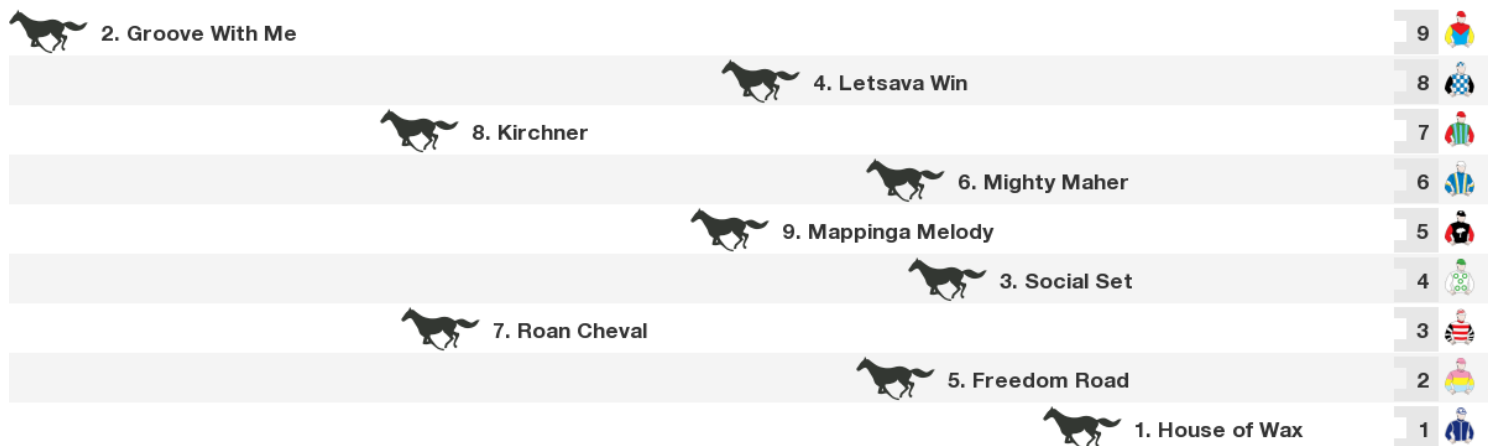 2. Groove With Me 9
4. Letsava Win 8
8. Kirchner 7
6. Mighty Maher 6
9. Mappinga Melody 5
3. Social Set 4
7. Roan Cheval 3
5. Freedom Road 2
1. House of Wax 1